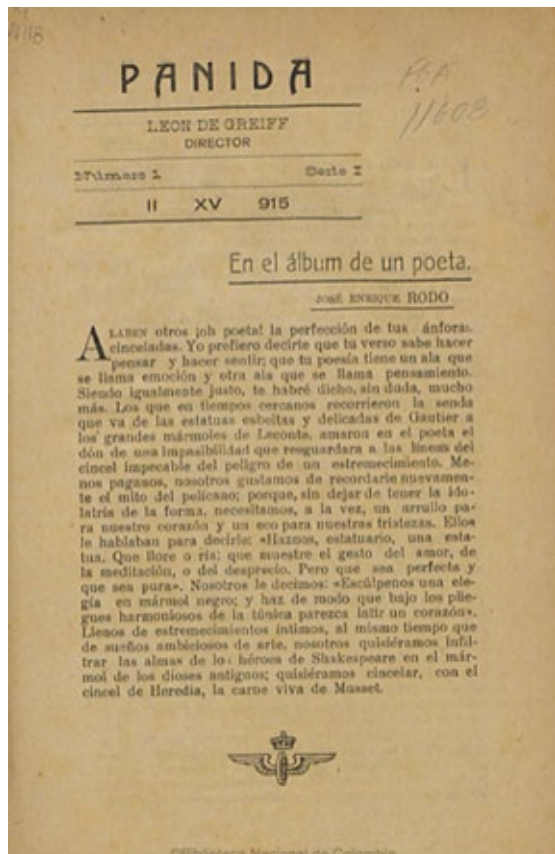 PANIDA
FGA
11608
LEON DE GREIFF
DIRECTOR
Número 1 Serie I
II XV 915
En el álbum de un poeta.
JOSÉ ENRIQUE RODO
ALABEN otros ¡oh poeta! la perfección de tus ánforas
cinceladas. Yo prefiero decirte que tu verso sabe hacer
pensar y hacer sentir; que tu poesía tiene un ala que
se llama emoción y otra ala que se llama pensamiento.
Siendo igualmente justo, te habré dicho, sin duda, mucho
más. Los que en tiempos cercanos recorrieron la senda
que va de las estatuas esbeltas y delicadas de Gautier a
los grandes mármoles de Leconte, amaron en el poeta el
dón de una impasibilidad que resguardara a las líneas del
cincel impecable del peligro de un estremecimiento. Me-
nos paganos, nosotros gustamos de recordarle nuevamen-
te el mito del pelícano; porque, sin dejar de tener la ido-
latría de la forma, necesitamos, a la vez, un arrullo pa-
ra nuestro corazón y un eco para nuestras tristezas. Ellos
le hablaban para decirle: «Haznos, estatuario, una esta-
tua. Que llore o ría; que muestre el gesto del amor, de
la meditación, o del desprecio. Pero que sea perfecta y
que sea pura». Nosotros le decimos: «Escúlpenos una ele-
gía en mármol negro; y haz de modo que bajo los plie-
gues harmoniosos de la túnica parezca latir un corazón».
Llenos de estremecimientos íntimos, al mismo tiempo que
de sueños ambiciosos de arte, nosotros quisiéramos infil-
trar las almas de los héroes de Shakespeare en el már-
mol de los dioses antiguos; quisiéramos cincelar, con el
cincel de Heredia, la carne viva de Musset.
©Biblioteca Nacional de Colombia